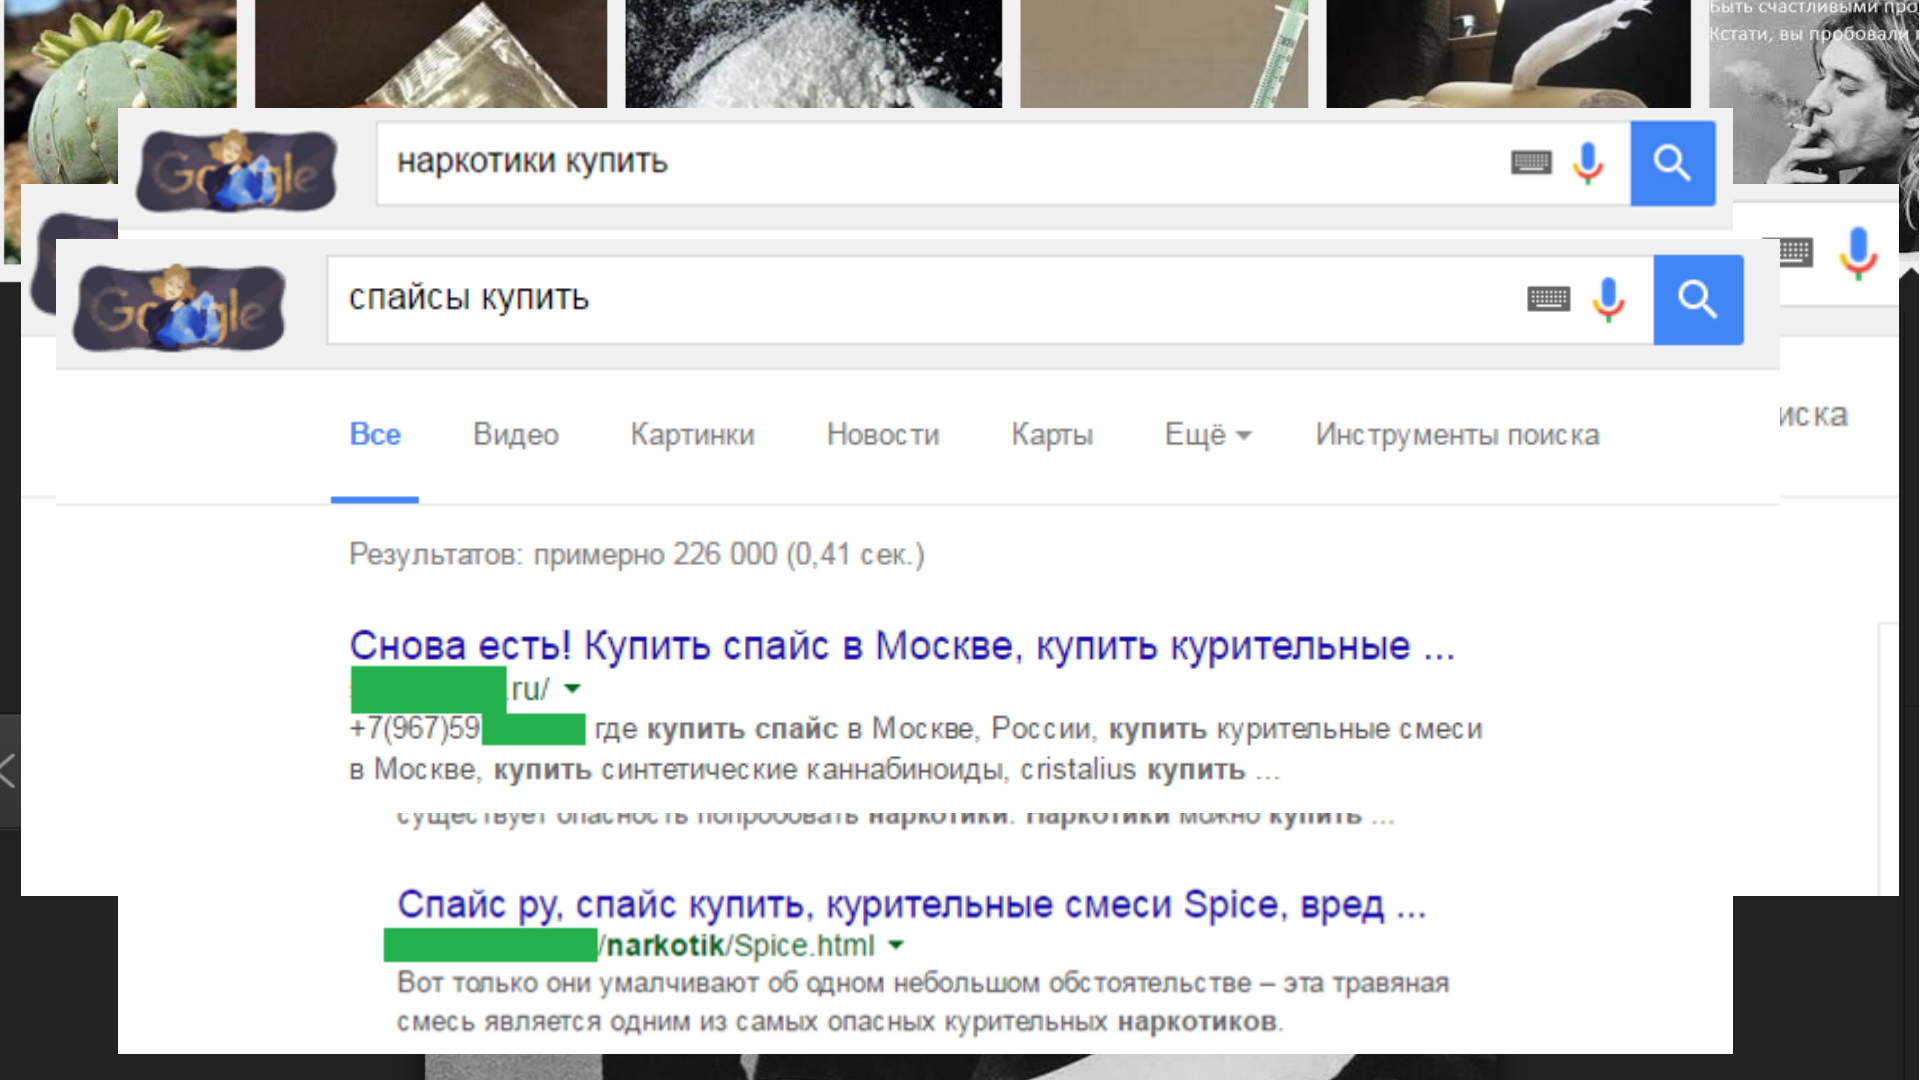 Быть счастливыми про
Кстати, вы пробовали
Google
наркотики купить
Google
спайсы купить
иска
Все Видео Картинки Новости Карты Ещё Инструменты поиска
Результатов: примерно 226 000 (0,41 сек.)
Снова есть! Купить спайс в Москве, купить курительные ...
.ru/
+7(967)59 где купить спайс в Москве, России, купить курительные смеси
в Москве, купить синтетические каннабиноиды, cristalius купить ...
существует опасность попробовать наркотики. Наркотики можно купить ...
Спайс ру, спайс купить, курительные смеси Spice, вред ...
/narkotik/Spice.html
Вот только они умалчивают об одном небольшом обстоятельстве – эта травяная
смесь является одним из самых опасных курительных наркотиков.